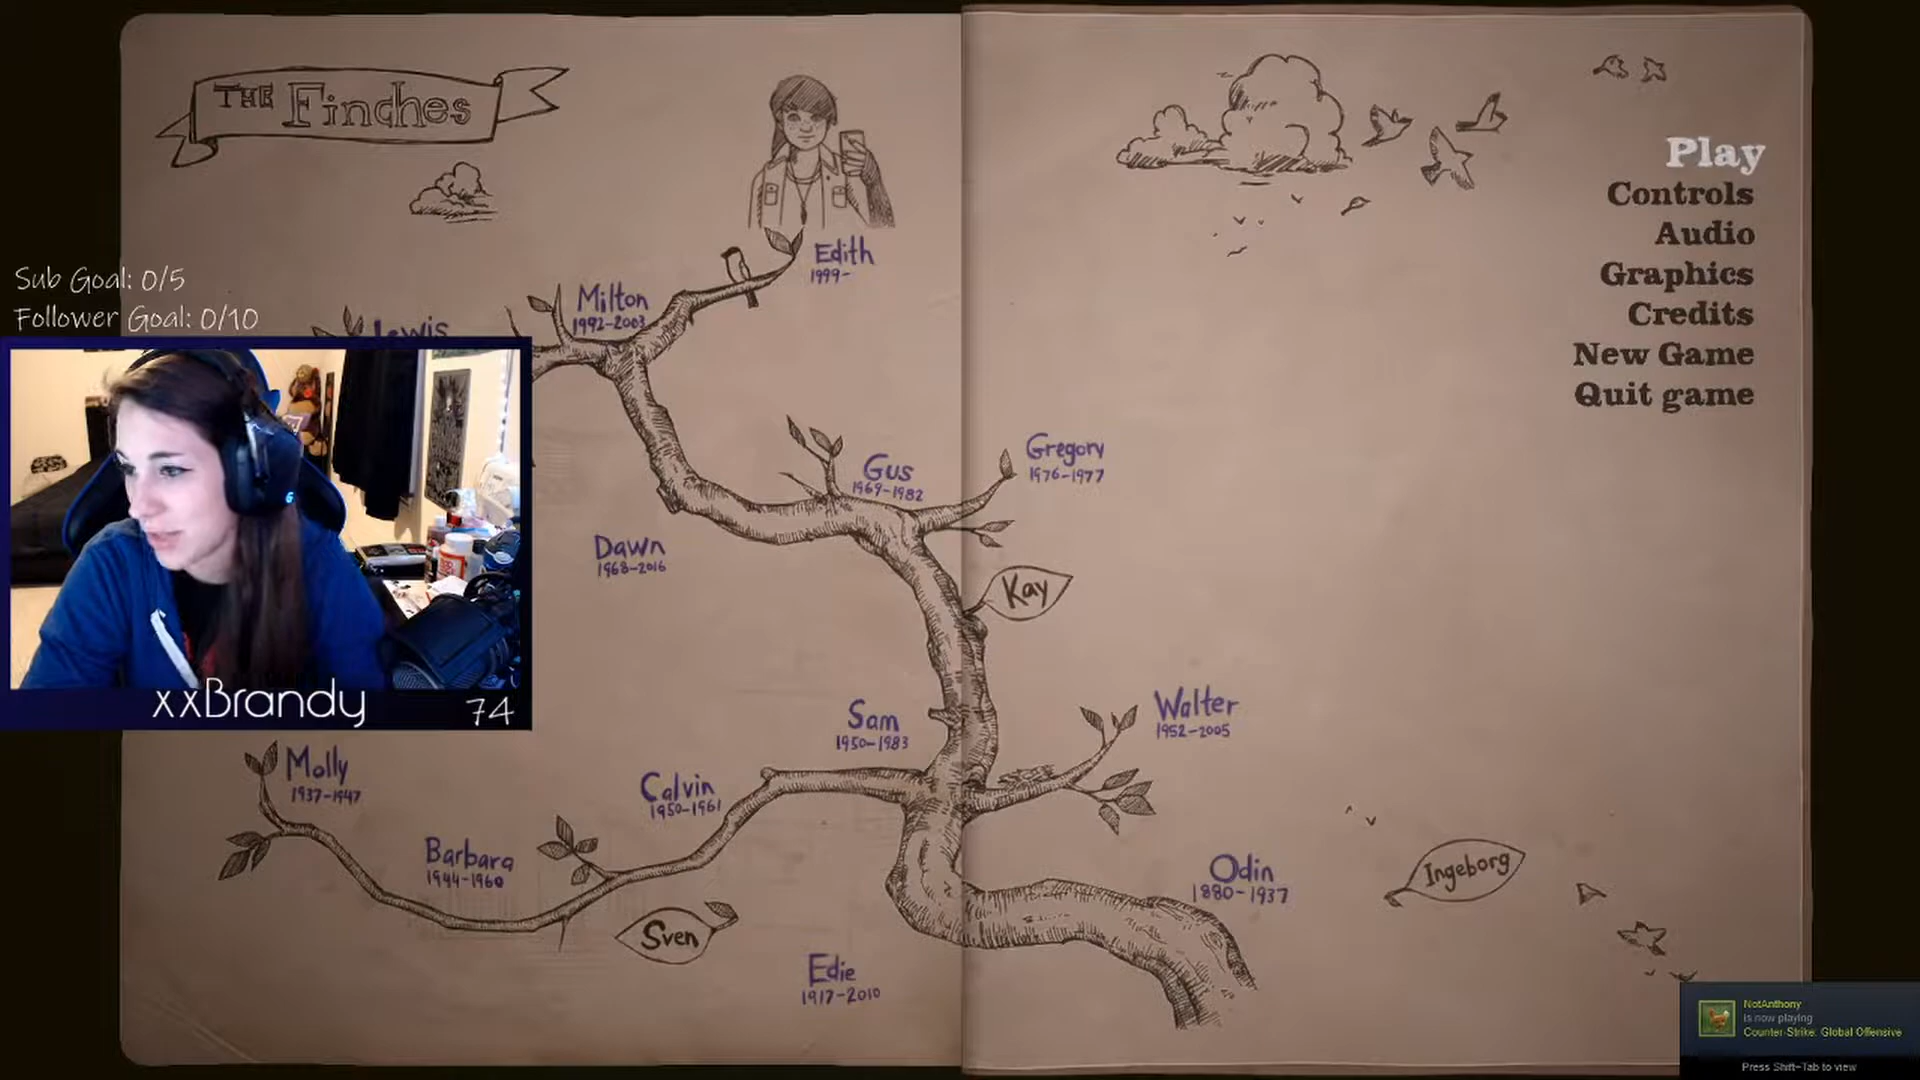 THE Finches
Edith
1999-
Play
Controls
Audio
Graphics
Credits
New Game
Quit game
Sub Goal: 0/5
Follower Goal: 0/10
Milton
1992-2003
Lewis
Gus
1969-1982
Gregory
1976-1977
Dawn
1968-2016
Kay
xxBrandy
74
Sam
1950-1983
Walter
1952-2005
Molly
1937-1947
Calvin
1950-1961
Barbara
1944-1960
Odin
1880-1937
Ingeborg
Sven
Edie
1917-2010
NotAnthony
is now playing
Counter-Strike: Global Offensive
Press Shift-Tab to view